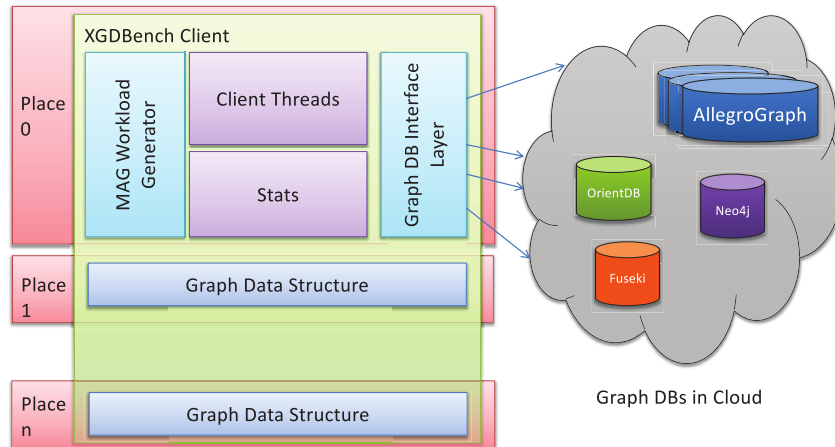 XGDBench Client
Place
0
MAG Workload
Generator
Client Threads
Stats
Graph DB Interface
Layer
AllegroGraph
OrientDB
Neo4j
Fuseki
Place
1
Graph Data Structure
Place
n
Graph Data Structure
Graph DBs in Cloud